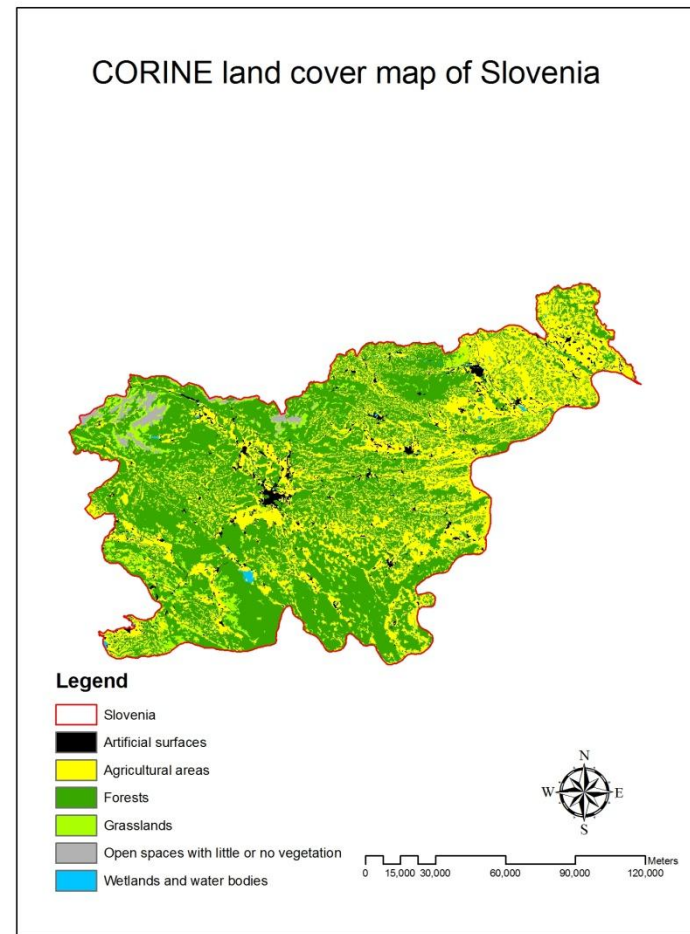 CORINE land cover map of Slovenia
Legend
Slovenia
Artificial surfaces
Agricultural areas
Forests
Grasslands
Open spaces with little or no vegetation
Wetlands and water bodies
N
W E
S
Meters
0 15,000 30,000 60,000 90,000 120,000